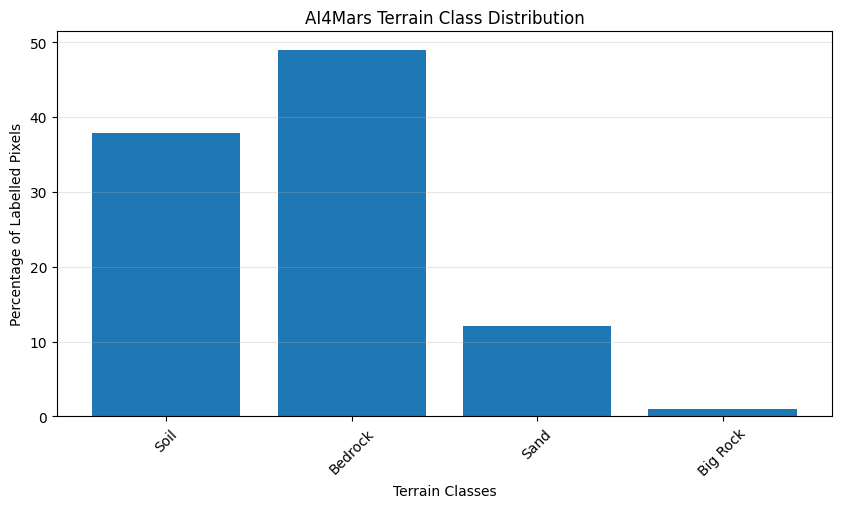 AI4Mars Terrain Class Distribution
Percentage of Labelled Pixels
50
40
30
20
10
0
Soil
Bedrock
Sand
Big Rock
Terrain Classes